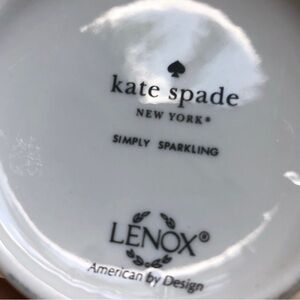 kate spade
NEW YORK®
SIMPLY SPARKLING
LENOX®
American by Design